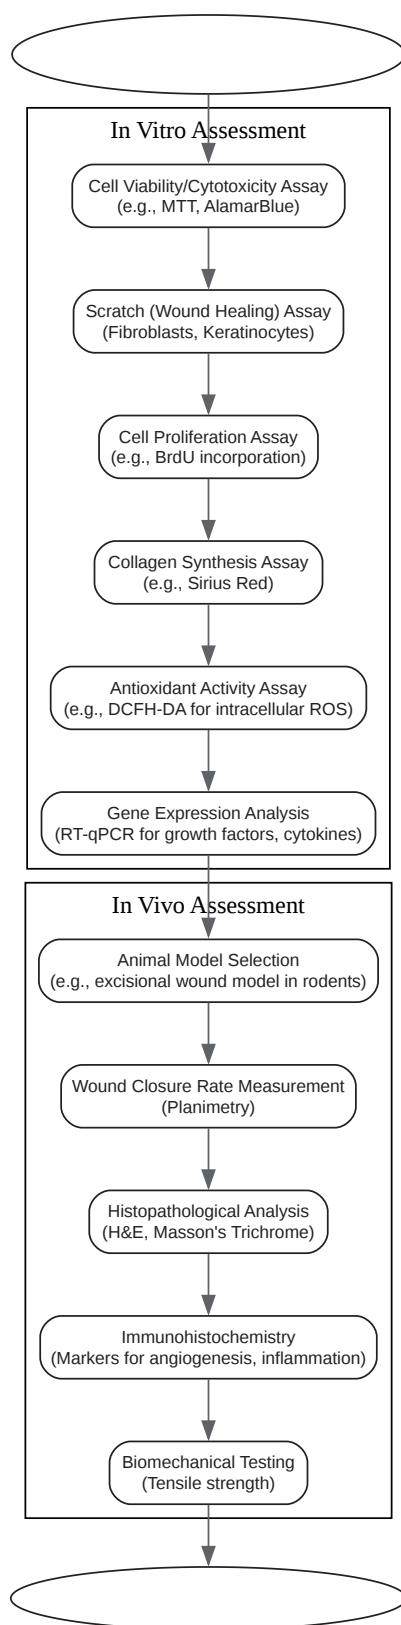 In Vitro Assessment
Cell Viability/Cytotoxicity Assay
(e.g., MTT, AlamarBlue)
Scratch (Wound Healing) Assay
(Fibroblasts, Keratinocytes)
Cell Proliferation Assay
(e.g., BrdU incorporation)
Collagen Synthesis Assay
(e.g., Sirius Red)
Antioxidant Activity Assay
(e.g., DCFH-DA for intracellular ROS)
Gene Expression Analysis
(RT-qPCR for growth factors, cytokines)
In Vivo Assessment
Animal Model Selection
(e.g., excisional wound model in rodents)
Wound Closure Rate Measurement
(Planimetry)
Histopathological Analysis
(H&E, Masson's Trichrome)
Immunohistochemistry
(Markers for angiogenesis, inflammation)
Biomechanical Testing
(Tensile strength)